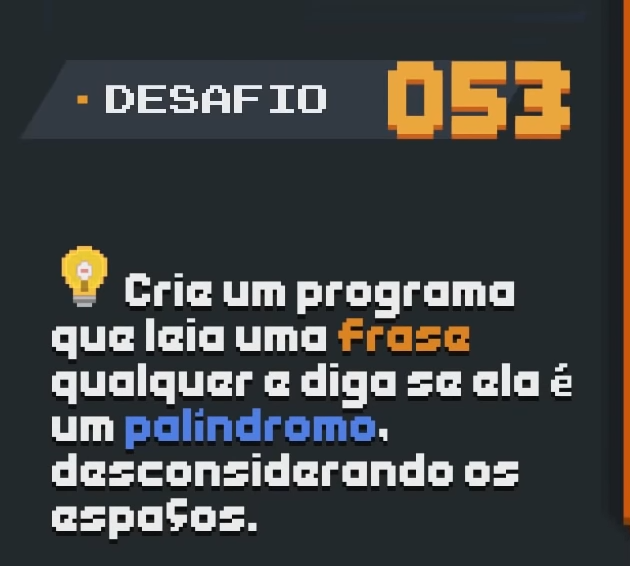 DESAFIO 053
Crie um programa
que leia uma frase
qualquer e diga se ela é
um palíndromo,
desconsiderando os
espaços.